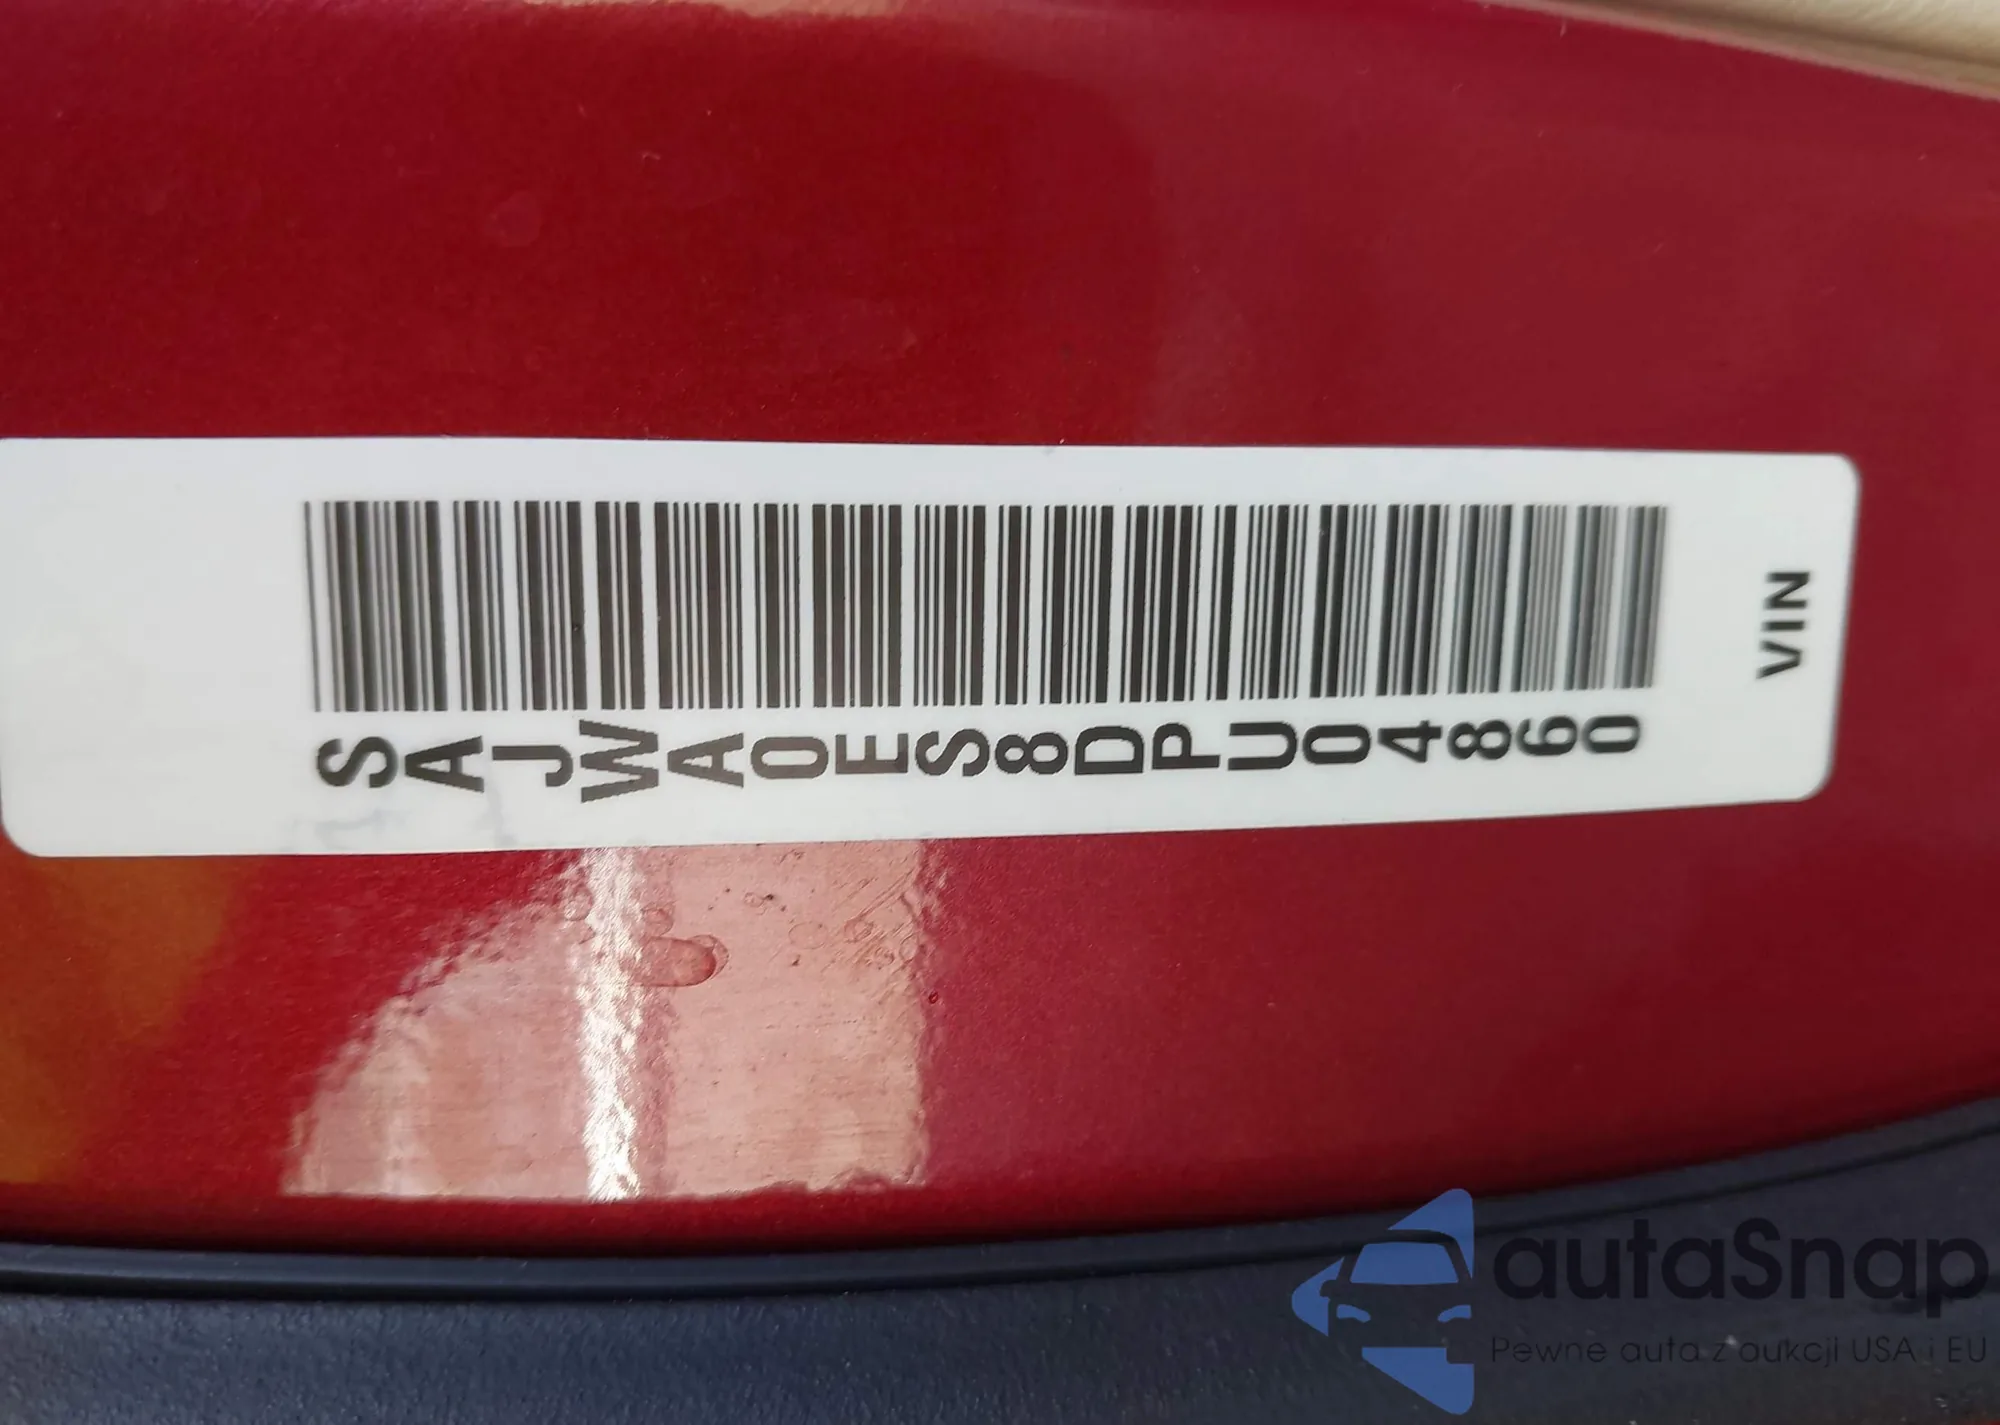 SAJWA0ES8DPU04860
VIN
autaSnap
Pewne auta z aukcji USA i EU